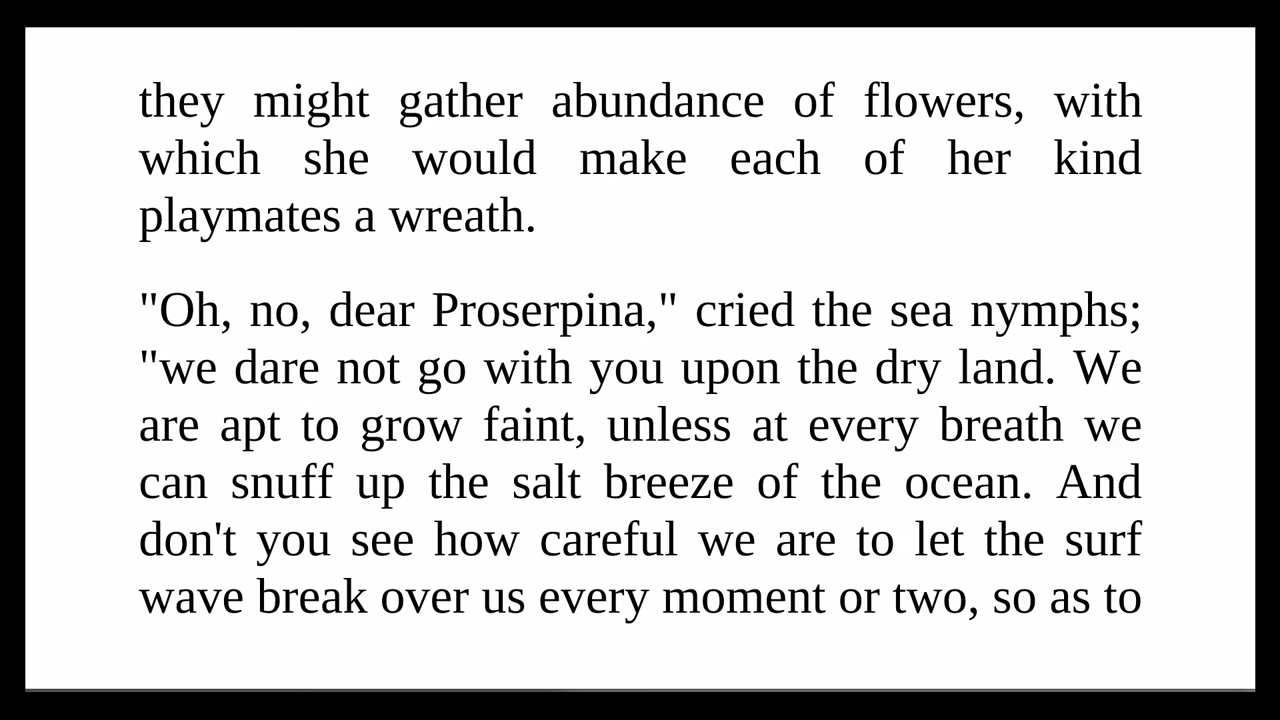 they might gather abundance of flowers, with
which she would make each of her kind
playmates a wreath.
"Oh, no, dear Proserpina," cried the sea nymphs;
"we dare not go with you upon the dry land. We
are apt to grow faint, unless at every breath we
can snuff up the salt breeze of the ocean. And
don't you see how careful we are to let the surf
wave break over us every moment or two, so as to